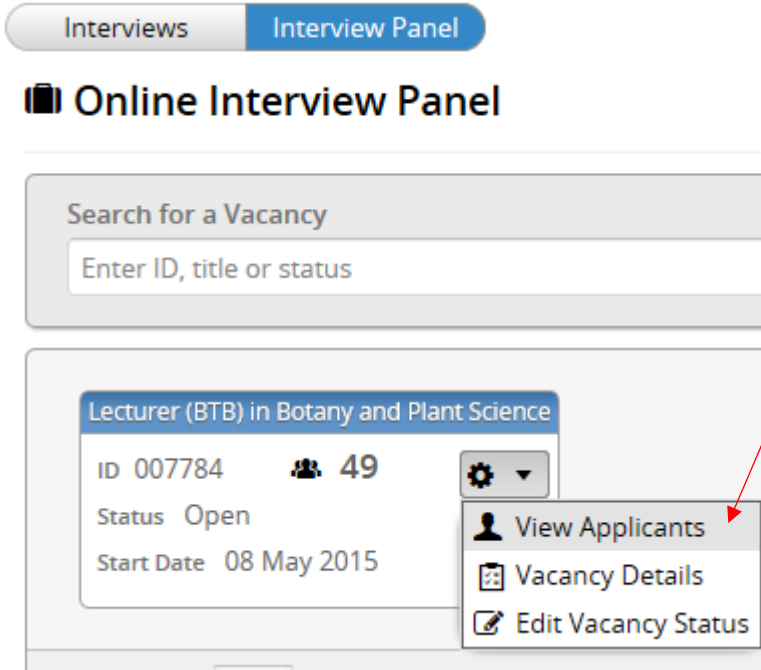 Interviews Interview Panel
Online Interview Panel
Search for a Vacancy
Enter ID, title or status
Lecturer (BTB) in Botany and Plant Science
ID 007784 49
Status Open
Start Date 08 May 2015
View Applicants
Vacancy Details
Edit Vacancy Status